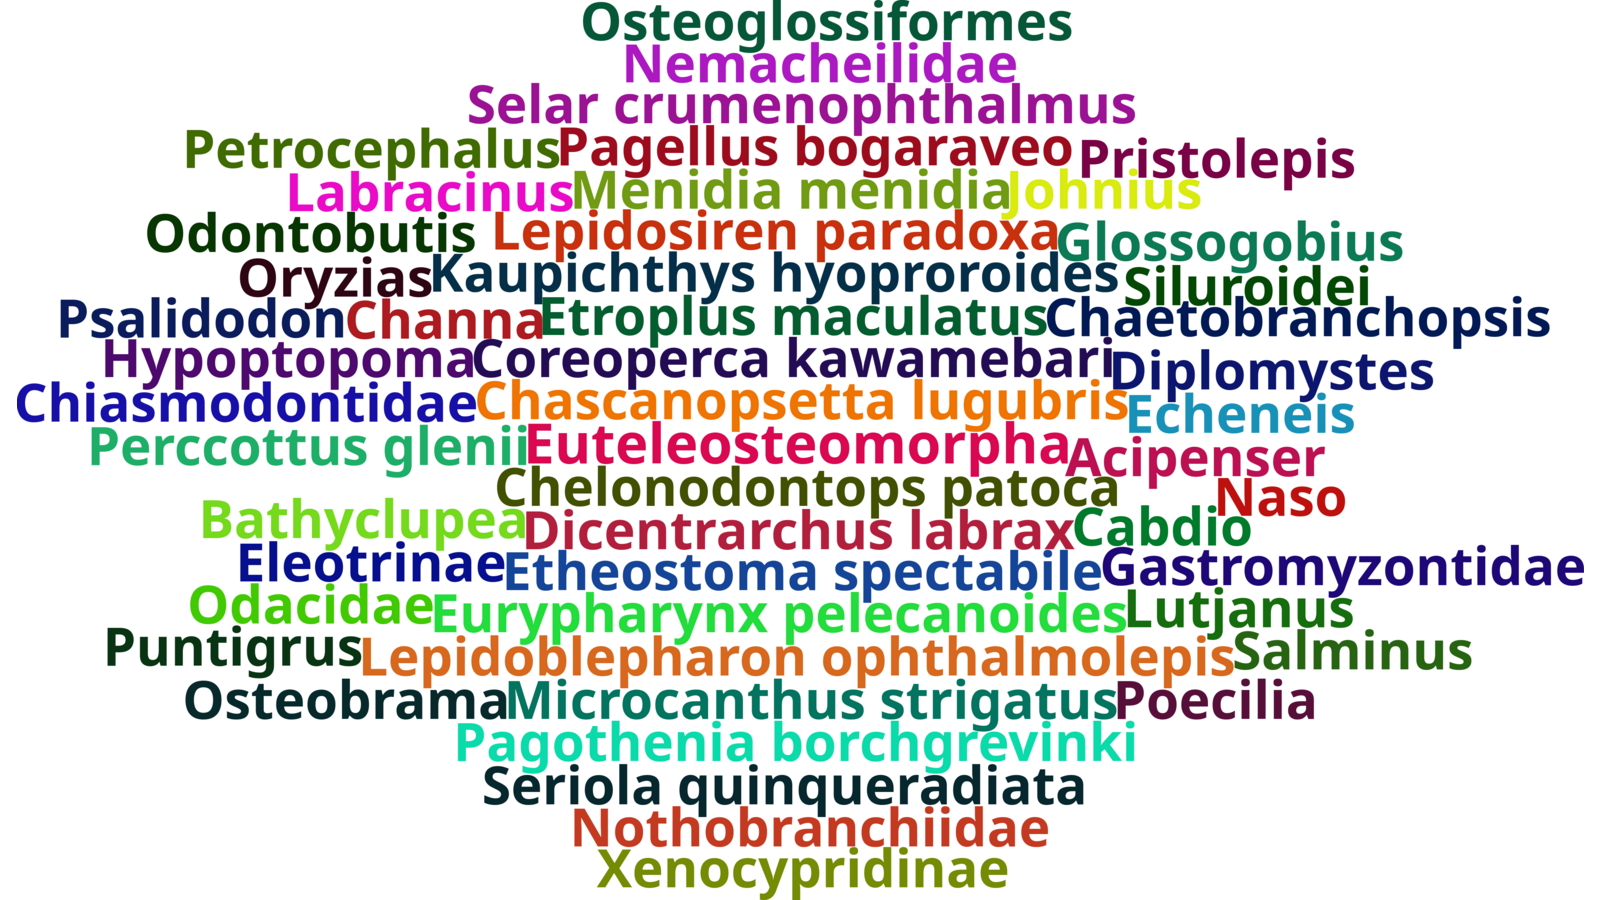 Osteoglossiformes
Nemacheilidae
Selar crumenophthalmus
Petrocephalus Pagellus bogaraveo Pristolepis
Labracinus Menidia menidia Johnius
Odontobutis Lepidosiren paradoxa Glossogobius
Oryzias Kaupichthys hyoproroides Siluroidei
Psalidodon Channa Etroplus maculatus Chaetobranchopsis
Hypoptopoma Coreoperca kawamebari Diplomystes
Chiasmodontidae Chascanopsetta lugubris Echeneis
Perccottus glenii Euteleosteomorpha Acipenser
Chelonodontops patoca Naso
Bathyclupea Dicentrarchus labrax Cabdio
Eleotrinae Etheostoma spectabile Gastromyzontidae
Odacidae Eurypharynx pelecanoides Lutjanus
Puntigrus Lepidoblepharon ophthalmolepis Salminus
Osteobrama Microcanthus strigatus Poecilia
Pagothenia borchgrevinki
Seriola quinqueradiata
Nothobranchiidae
Xenocypridinae